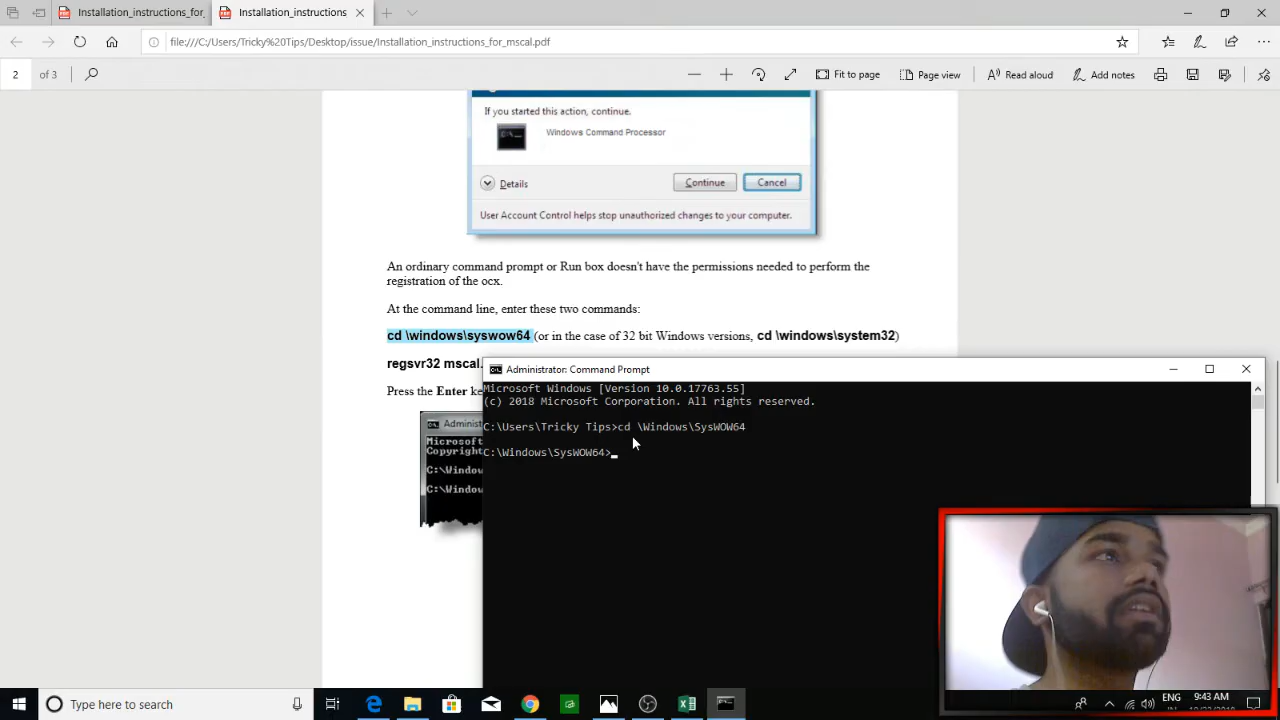 Installation_instructions_for_
Installation_instructions
file:///C:/Users/Tricky%20Tips/Desktop/issue/Installation_instructions_for_mscal.pdf
2 of 3
Fit to page
Page view
Read aloud
Add notes
If you started this action, continue.
Windows Command Processor
Details
Continue
Cancel
User Account Control helps stop unauthorized changes to your computer.
An ordinary command prompt or Run box doesn't have the permissions needed to perform the
registration of the ocx.
At the command line, enter these two commands:
cd \windows\syswow64 (or in the case of 32 bit Windows versions, cd \windows\system32)
regsvr32 mscal.
Press the Enter ke
Administ
Microsoft
Copyright
C:\Window
C:\Window
Administrator: Command Prompt
Microsoft Windows [Version 10.0.17763.55]
(c) 2018 Microsoft Corporation. All rights reserved.
C:\Users\Tricky Tips>cd \Windows\SysWOW64
C:\Windows\SysWOW64>_
Type here to search
ENG
9:43 AM